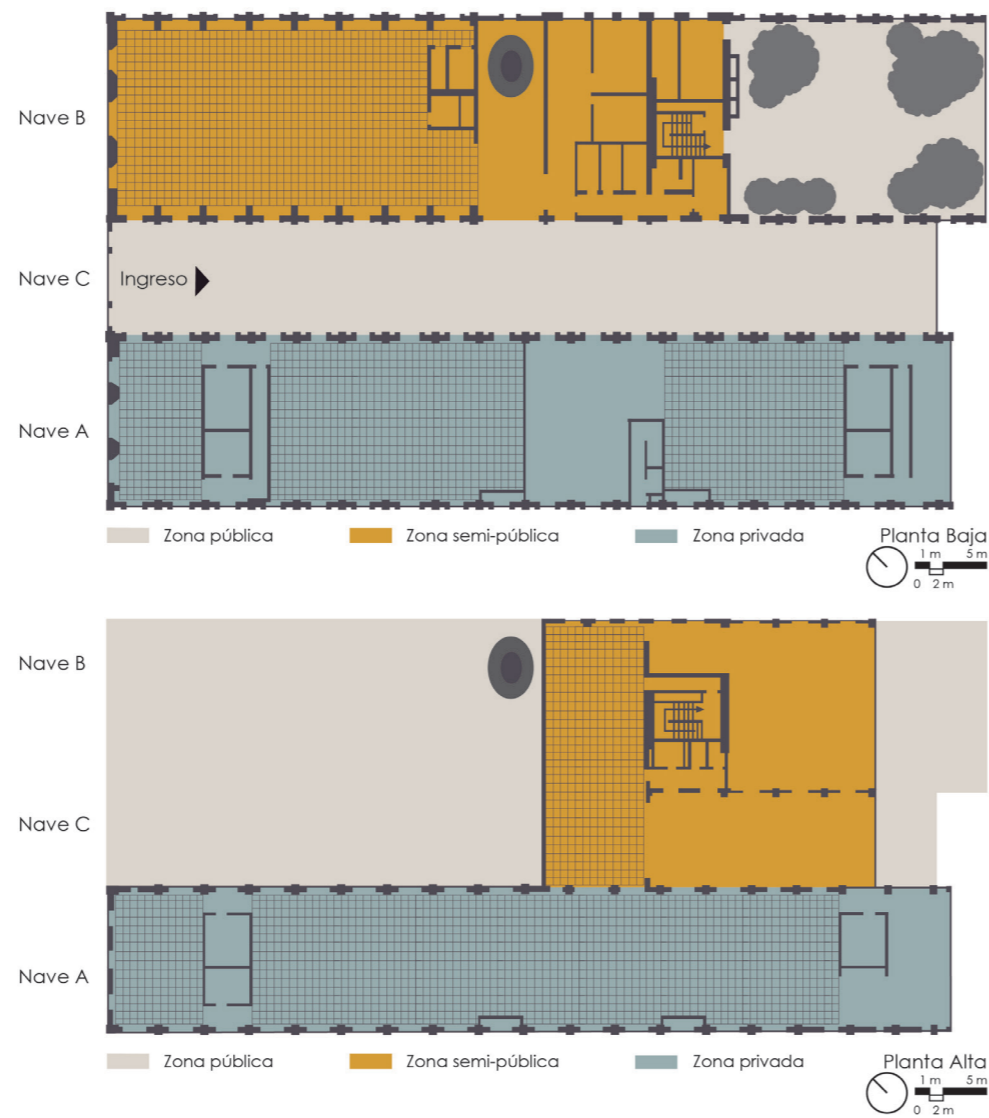 Nave B
Nave C
Ingreso
Nave A
Zona pública
Zona semi-pública
Zona privada
Planta Baja
1 m 5 m
0 2 m
Nave B
Nave C
Nave A
Zona pública
Zona semi-pública
Zona privada
Planta Alta
1 m 5 m
0 2 m